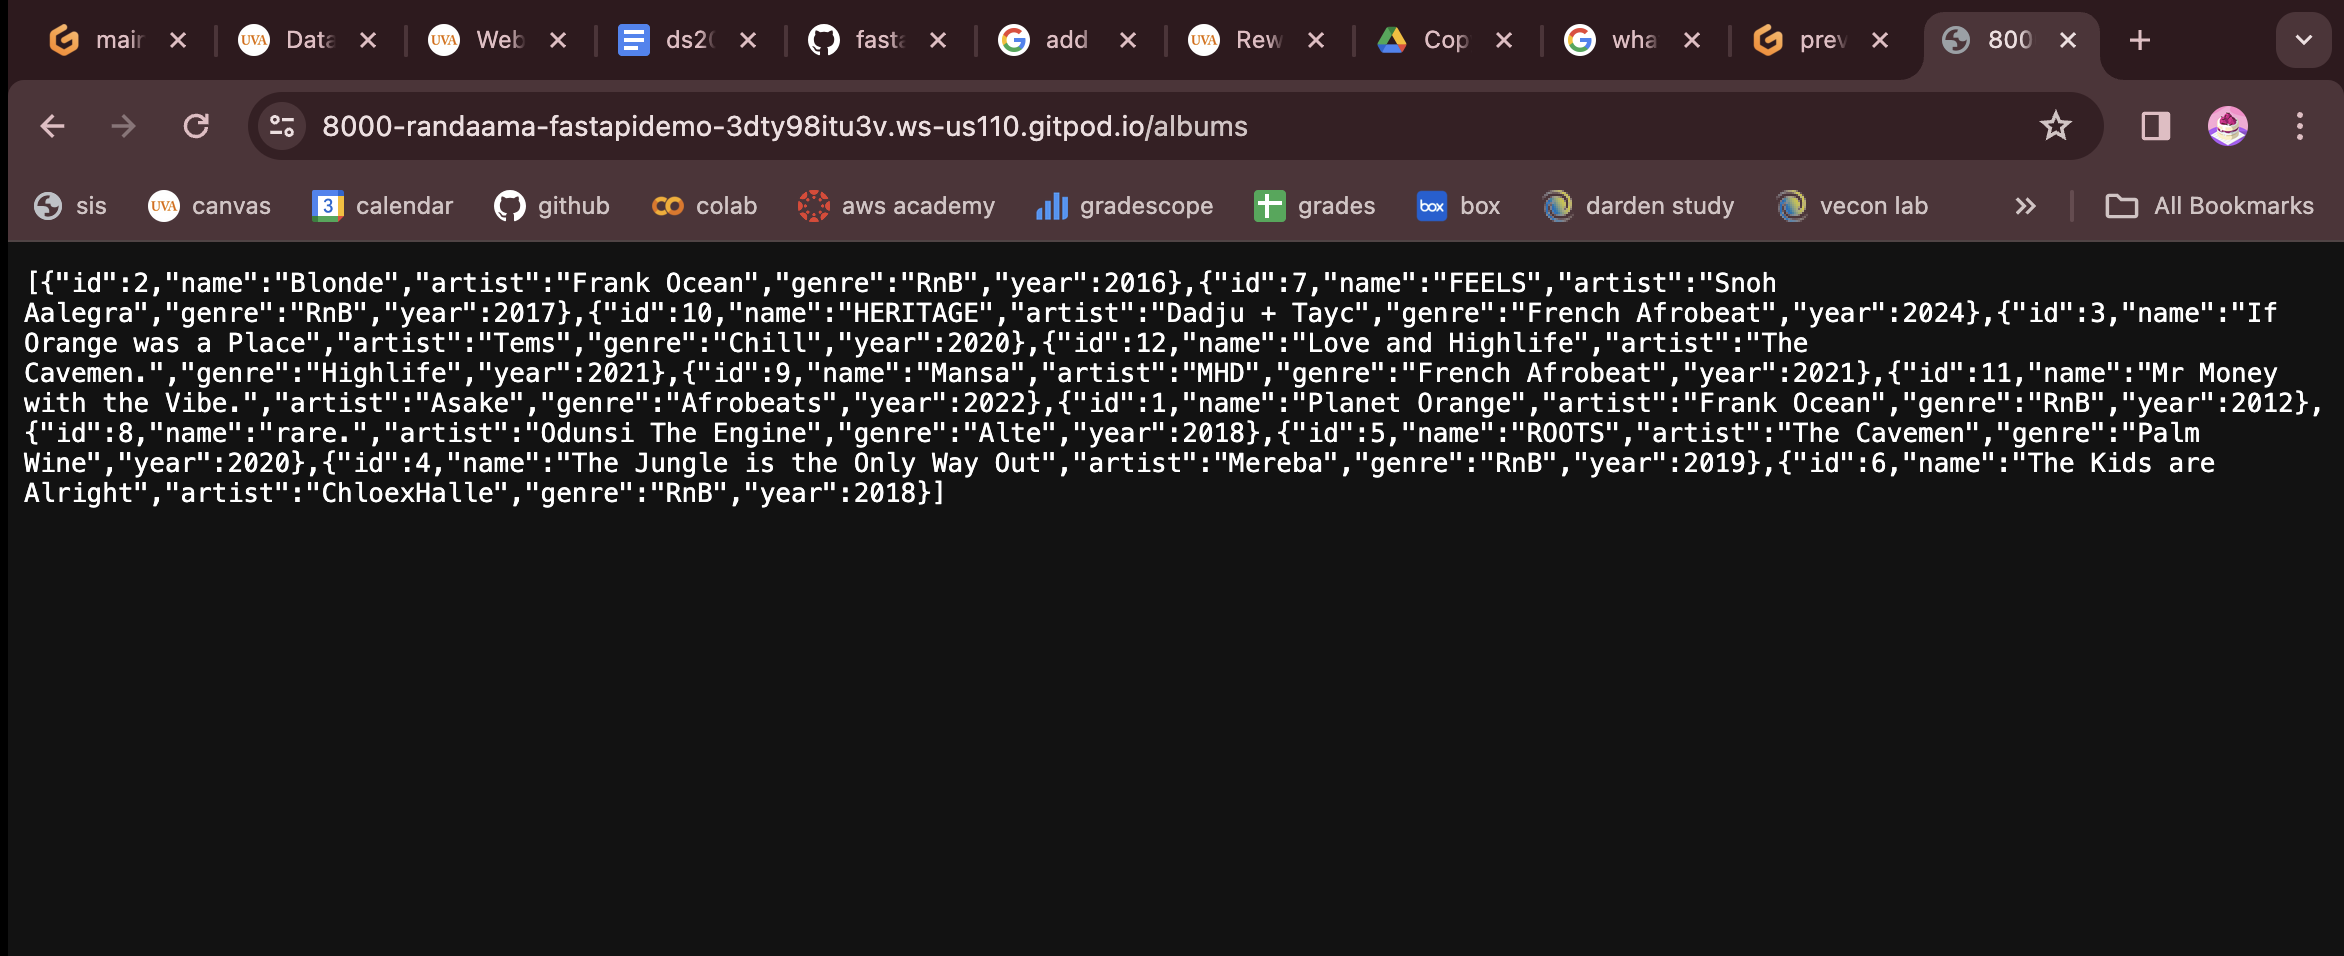 mair
Data
Web
ds20
fasta
add
Rew
Cop
wha
prev
800
8000-randaama-fastapidemo-3dty98itu3v.ws-us110.gitpod.io/albums
sis
UVA canvas
3 calendar
github
colab
aws academy
gradescope
grades
box box
darden study
vecon lab
All Bookmarks
[{"id":2,"name":"Blonde","artist":"Frank Ocean","genre":"RnB","year":2016},{"id":7,"name":"FEELS","artist":"Snoh
Aalegra","genre":"RnB","year":2017},{"id":10,"name":"HERITAGE","artist":"Dadju + Tayc","genre":"French Afrobeat","year":2024},{"id":3,"name":"If
Orange was a Place","artist":"Tems","genre":"Chill","year":2020},{"id":12,"name":"Love and Highlife","artist":"The
Cavemen.","genre":"Highlife","year":2021},{"id":9,"name":"Mansa","artist":"MHD","genre":"French Afrobeat","year":2021},{"id":11,"name":"Mr Money
with the Vibe.","artist":"Asake","genre":"Afrobeats","year":2022},{"id":1,"name":"Planet Orange","artist":"Frank Ocean","genre":"RnB","year":2012},
{"id":8,"name":"rare.","artist":"Odunsi The Engine","genre":"Alte","year":2018},{"id":5,"name":"ROOTS","artist":"The Cavemen","genre":"Palm
Wine","year":2020},{"id":4,"name":"The Jungle is the Only Way Out","artist":"Mereba","genre":"RnB","year":2019},{"id":6,"name":"The Kids are
Alright","artist":"ChloexHalle","genre":"RnB","year":2018}]